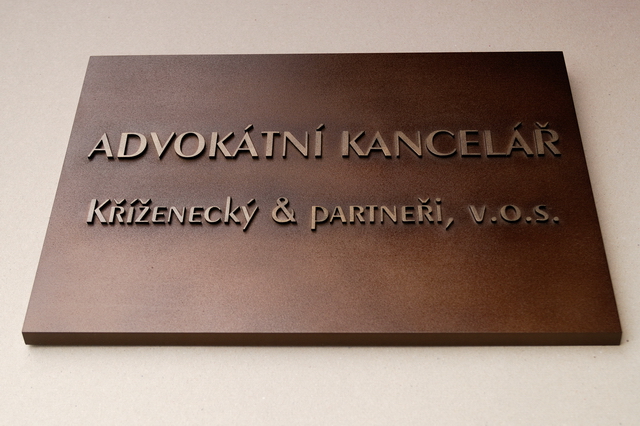 ADVOKÁTNÍ KANCELÁŘ
Kříženecký & partneři, v.o.s.